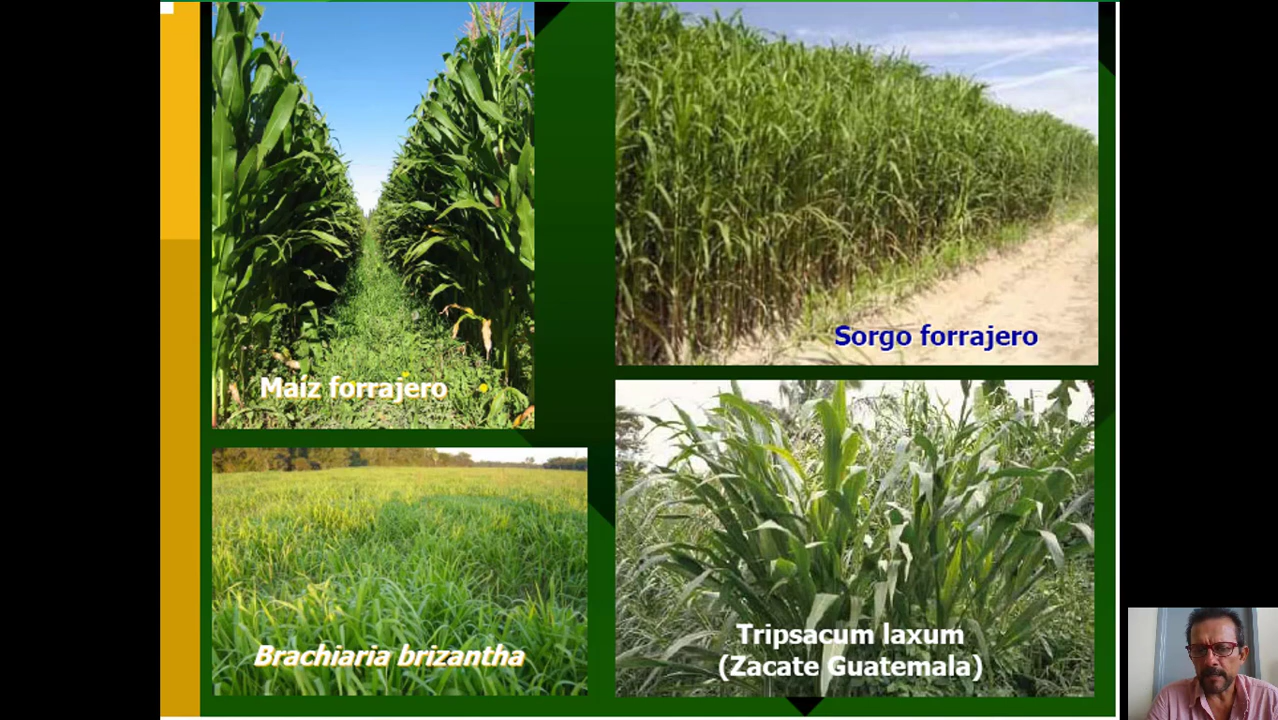 Maíz forrajero
Sorgo forrajero
Brachiaria brizantha
Tripsacum laxum
(Zacate Guatemala)